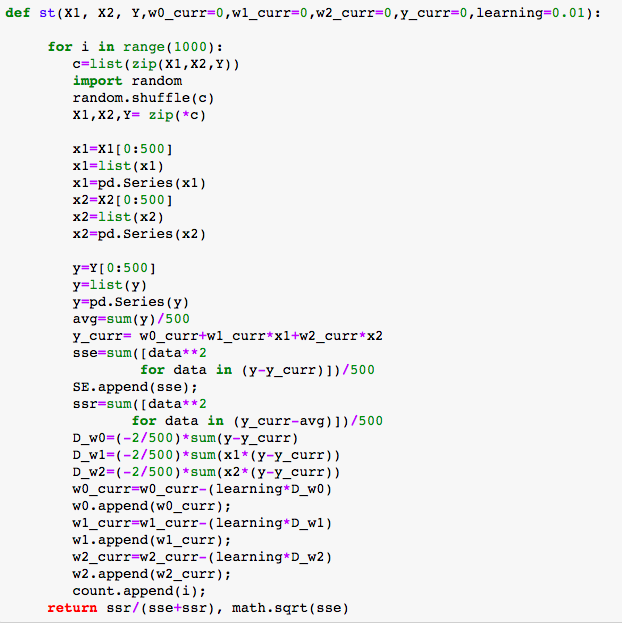 def st(X1, X2, Y,w0_curr=0,w1_curr=0,w2_curr=0,y_curr=0,learning=0.01):
for i in range(1000):
c=list(zip(X1,X2,Y))
import random
random.shuffle(c)
X1,X2,Y= zip(*c)
x1=X1[0:500]
x1=list(x1)
x1=pd.Series(x1)
x2=X2[0:500]
x2=list(x2)
x2=pd.Series(x2)
y=Y[0:500]
y=list(y)
y=pd.Series(y)
avg=sum(y)/500
y_curr= w0_curr+w1_curr*x1+w2_curr*x2
sse=sum([data**2
for data in (y-y_curr)])/500
SE.append(sse);
ssr=sum([data**2
for data in (y_curr-avg)])/500
D_w0=(-2/500)*sum(y-y_curr)
D_w1=(-2/500)*sum(x1*(y-y_curr))
D_w2=(-2/500)*sum(x2*(y-y_curr))
w0_curr=w0_curr-(learning*D_w0)
w0.append(w0_curr);
w1_curr=w1_curr-(learning*D_w1)
w1.append(w1_curr);
w2_curr=w2_curr-(learning*D_w2)
w2.append(w2_curr);
count.append(i);
return ssr/(sse+ssr), math.sqrt(sse)